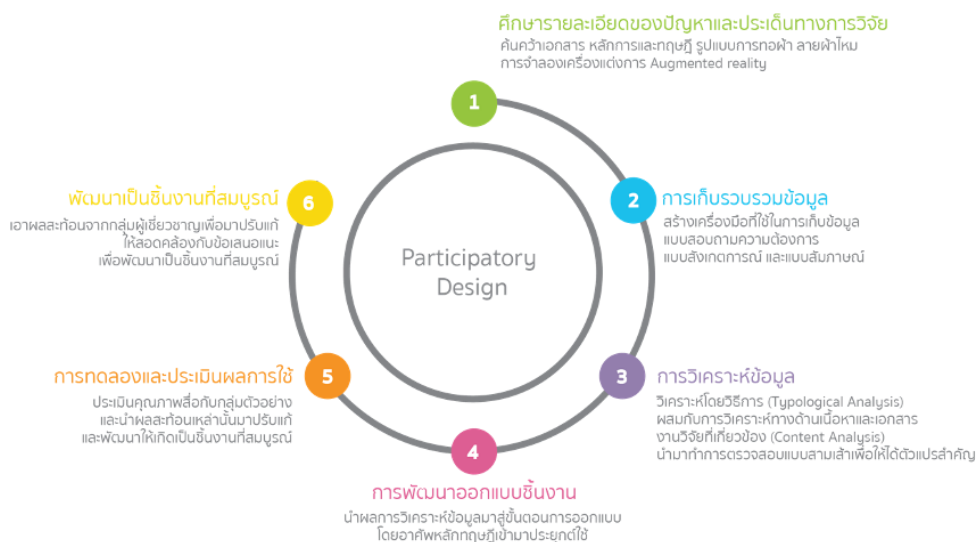 ศึกษารายละเอียดของปัญหาและประเด็นทางการวิจัย
ค้นคว้าเอกสาร หลักการและทฤษฎี รูปแบบการทอผ้า ลายผ้าไหม
การจำลองเครื่องแต่งการ Augmented reality
1
2
การเก็บรวบรวมข้อมูล
สร้างเครื่องมือที่ใช้ในการเก็บข้อมูล
แบบสอบถามความต้องการ
แบบสังเกตการณ์ และแบบสัมภาษณ์
3
การวิเคราะห์ข้อมูล
วิเคราะห์โดยวิธีการ (Typological Analysis)
ผสมกับการวิเคราะห์ทางด้านเนื้อหาและเอกสาร
งานวิจัยที่เกี่ยวข้อง (Content Analysis)
นำมาทำการตรวจสอบแบบสามเส้าเพื่อให้ได้ตัวแปรสำคัญ
4
การพัฒนาออกแบบชิ้นงาน
นำผลการวิเคราะห์ข้อมูลมาสู่ขั้นตอนการออกแบบ
โดยอาศัพหลักทฤษฎีเข้ามาประยุกต์ใช้
5
การทดลองและประเมินผลการใช้
ประเมินคุณภาพสื่อกับกลุ่มตัวอย่าง
และนำผลสะท้อนเหล่านั้นมาปรับแก้
และพัฒนาให้เกิดเป็นชิ้นงานที่สมบูรณ์
6
พัฒนาเป็นชิ้นงานที่สมบูรณ์
เอาผลสะท้อนจากกลุ่มผู้เชี่ยวชาญเพื่อมาปรับแก้
ให้สอดคล้องกับข้อเสนอแนะ
เพื่อพัฒนาเป็นชิ้นงานที่สมบูรณ์
Participatory
Design